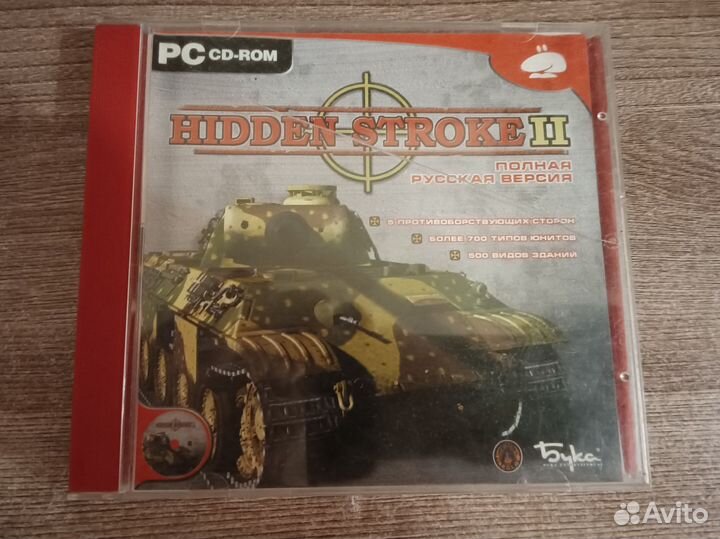 PC CD-ROM
HIDDEN STROKE II
ПОЛНАЯ
РУССКАЯ ВЕРСИЯ
5 ПРОТИВОБОРСТВУЮЩИХ СТОРОН
БОЛЕЕ 700 ТИПОВ ЮНИТОВ
500 ВИДОВ ЗДАНИЙ
Бука
Avito